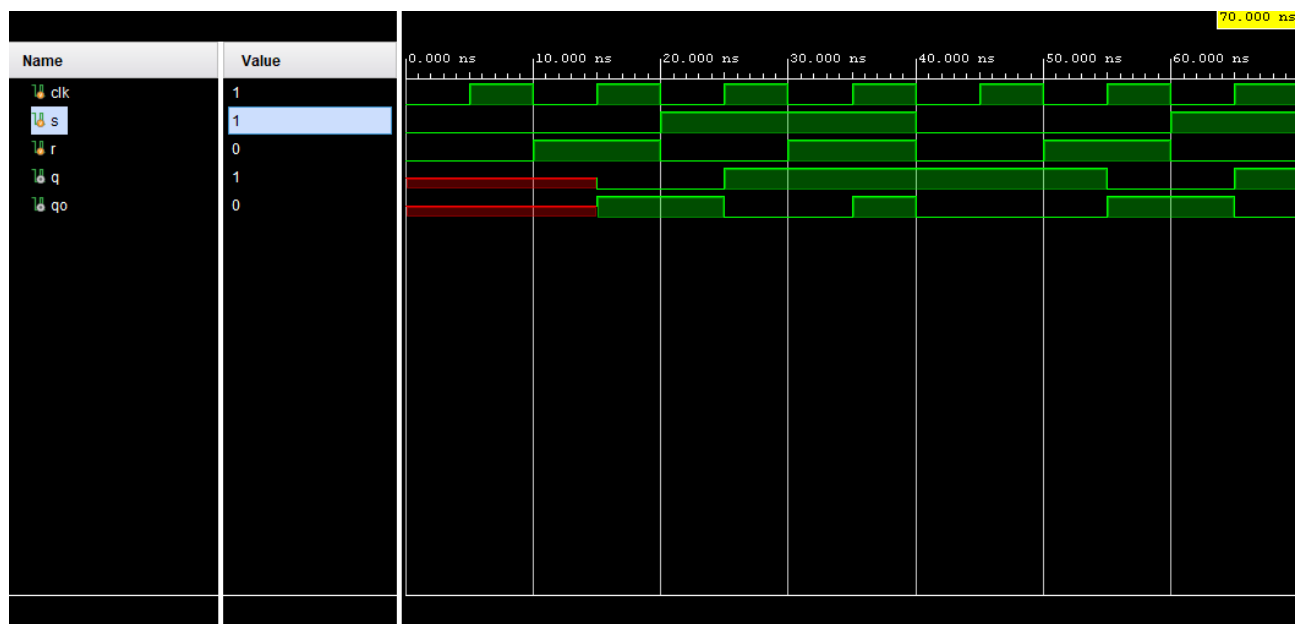 70.000 ns
Name Value
0.000 ns 10.000 ns 20.000 ns 30.000 ns 40.000 ns 50.000 ns 60.000 ns
clk 1
s 1
r 0
q 1
qo 0